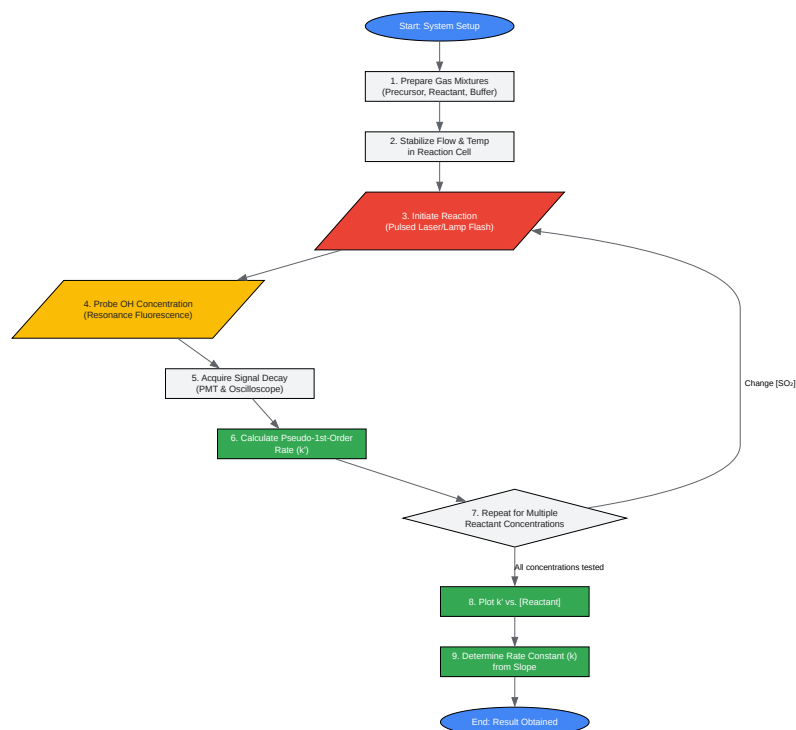 Start: System Setup
1. Prepare Gas Mixtures
(Precursor, Reactant, Buffer)
2. Stabilize Flow & Temp
in Reaction Cell
3. Initiate Reaction
(Pulsed Laser/Lamp Flash)
4. Probe OH Concentration
(Resonance Fluorescence)
5. Acquire Signal Decay
(PMT & Oscilloscope)
Change [SO₂]
6. Calculate Pseudo-1st-Order
Rate (k')
7. Repeat for Multiple
Reactant Concentrations
All concentrations tested
8. Plot k' vs. [Reactant]
9. Determine Rate Constant (k)
from Slope
End: Result Obtained